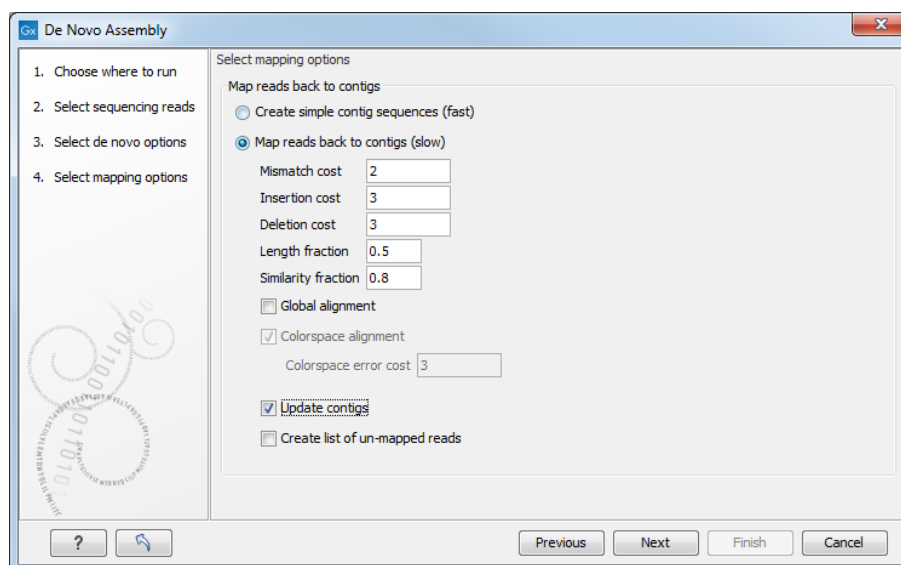 Gx De Novo Assembly
X
1. Choose where to run
2. Select sequencing reads
3. Select de novo options
4. Select mapping options
Select mapping options
Map reads back to contigs
Create simple contig sequences (fast)
Map reads back to contigs (slow)
Mismatch cost 2
Insertion cost 3
Deletion cost 3
Length fraction 0.5
Similarity fraction 0.8
Global alignment
Colorspace alignment
Colorspace error cost 3
Update contigs
Create list of un-mapped reads
? Previous Next Finish Cancel